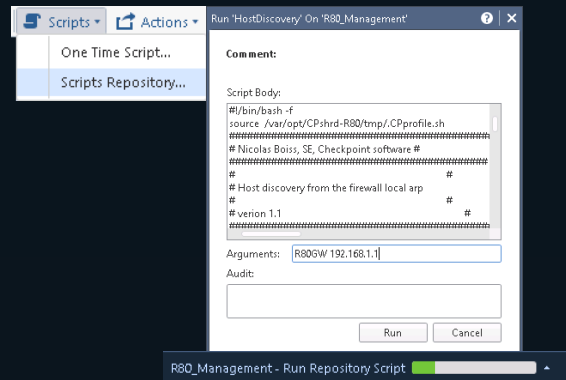 Scripts
Actions
One Time Script...
Scripts Repository...
Run 'HostDiscovery' On 'R80_Management'
Comment:
Script Body:
#!/bin/bash -f
source /var/opt/CPshrd-R80/tmp/.CPprofile.sh
################################################
# Nicolas Boiss, SE, Checkpoint software #
################################################
# #
# Host discovery from the firewall local arp
# #
# verion 1.1 #
################################################
Arguments: R80GW 192.168.1.1
Audit:
Run Cancel
R80_Management - Run Repository Script